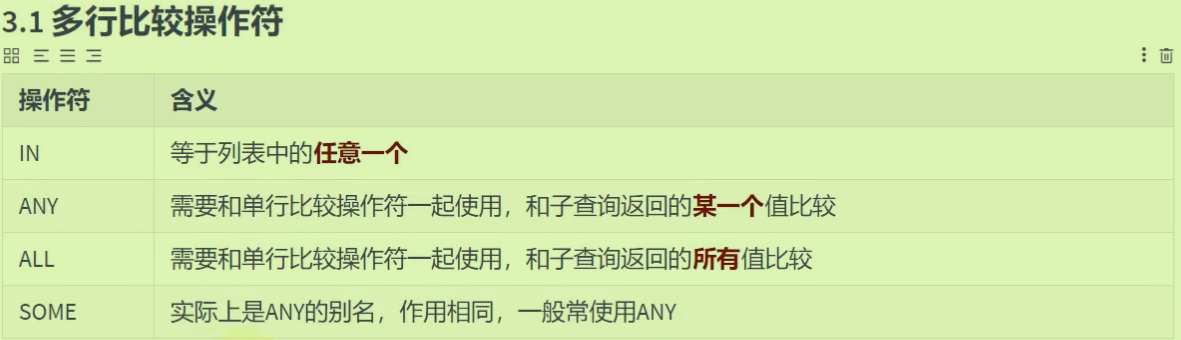 3.1 多行比较操作符
操作符 含义
IN 等于列表中的任意一个
ANY 需要和单行比较操作符一起使用，和子查询返回的某一个值比较
ALL 需要和单行比较操作符一起使用，和子查询返回的所有值比较
SOME 实际上是ANY的别名，作用相同，一般常使用ANY